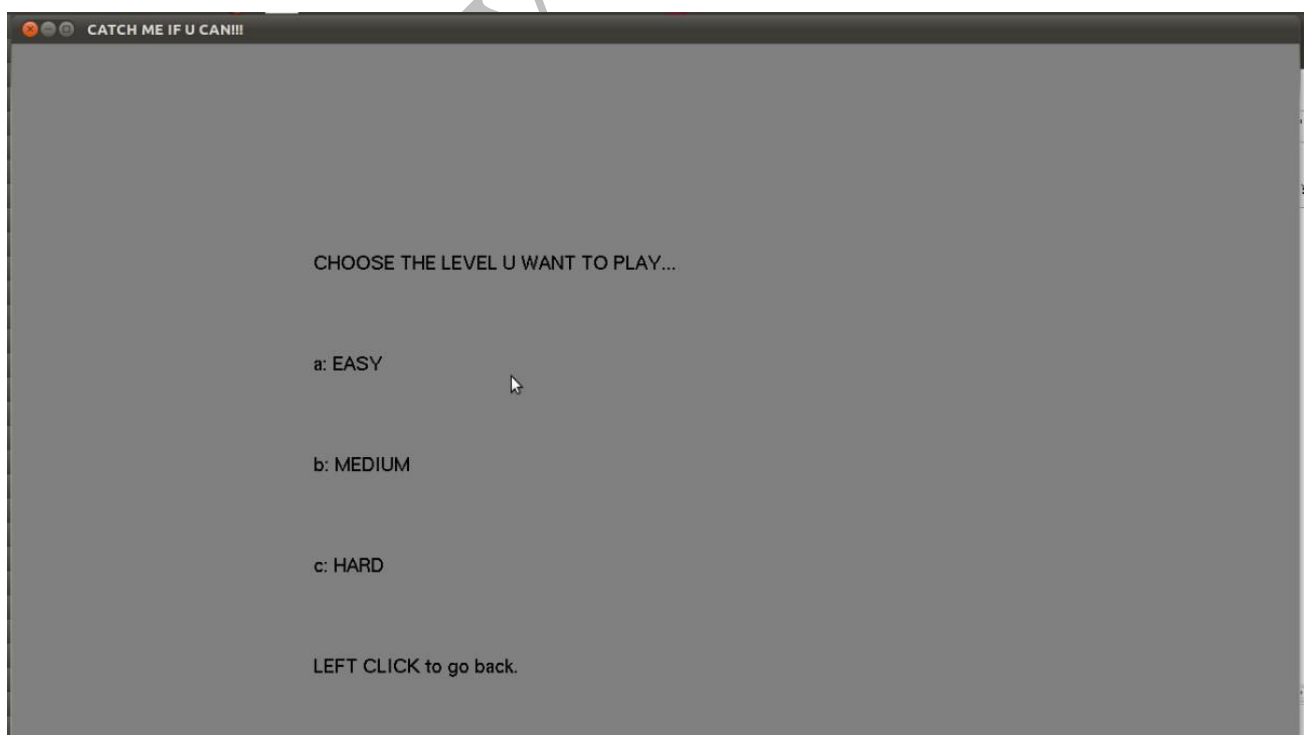 CATCH ME IF U CAN!!!
CHOOSE THE LEVEL U WANT TO PLAY...
a: EASY
b: MEDIUM
c: HARD
LEFT CLICK to go back.